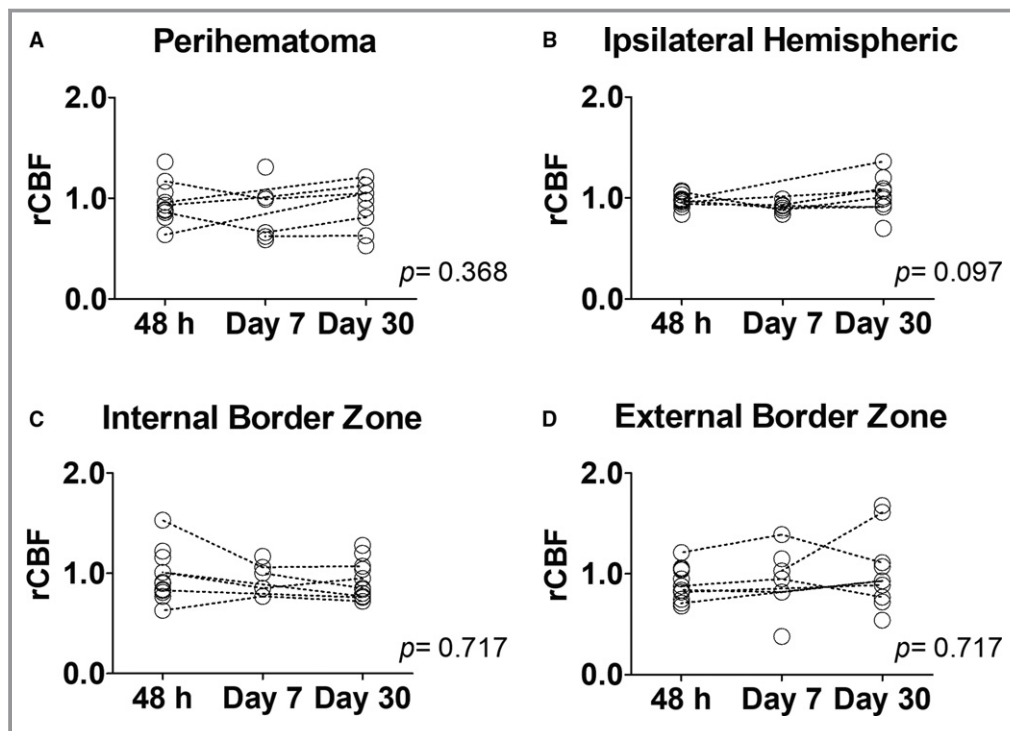 A Perihematoma
2.0
1.0
0.0
rCBF
48 h Day 7 Day 30
p= 0.368
B Ipsilateral Hemispheric
2.0
1.0
0.0
rCBF
48 h Day 7 Day 30
p= 0.097
C Internal Border Zone
2.0
1.0
0.0
rCBF
48 h Day 7 Day 30
p= 0.717
D External Border Zone
2.0
1.0
0.0
rCBF
48 h Day 7 Day 30
p= 0.717